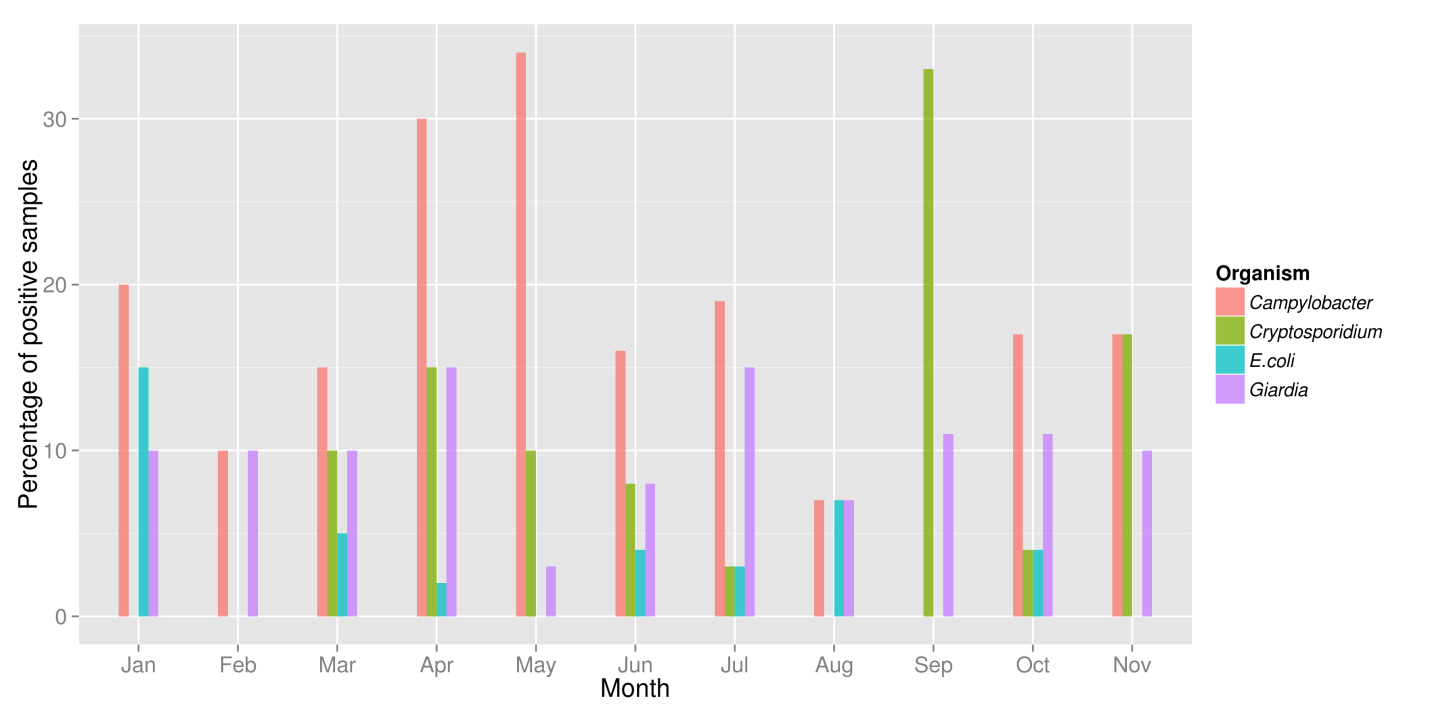 Percentage of positive samples
30
20
10
0
Jan Feb Mar Apr May Jun Jul Aug Sep Oct Nov
Month
Organism
Campylobacter
Cryptosporidium
E.coli
Giardia